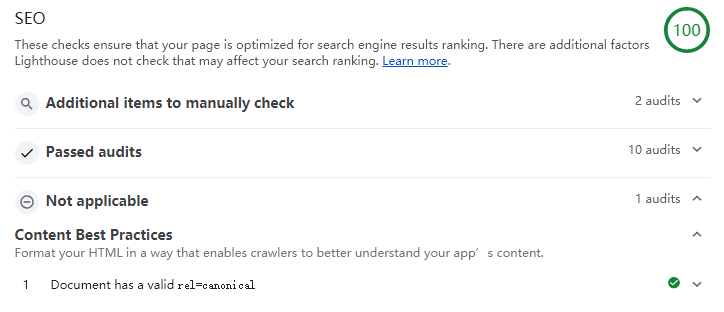 SEO
100
These checks ensure that your page is optimized for search engine results ranking. There are additional factors
Lighthouse does not check that may affect your search ranking. Learn more.
Additional items to manually check
2 audits
Passed audits
10 audits
Not applicable
1 audits
Content Best Practices
Format your HTML in a way that enables crawlers to better understand your app’s content.
1 Document has a valid rel=canonical